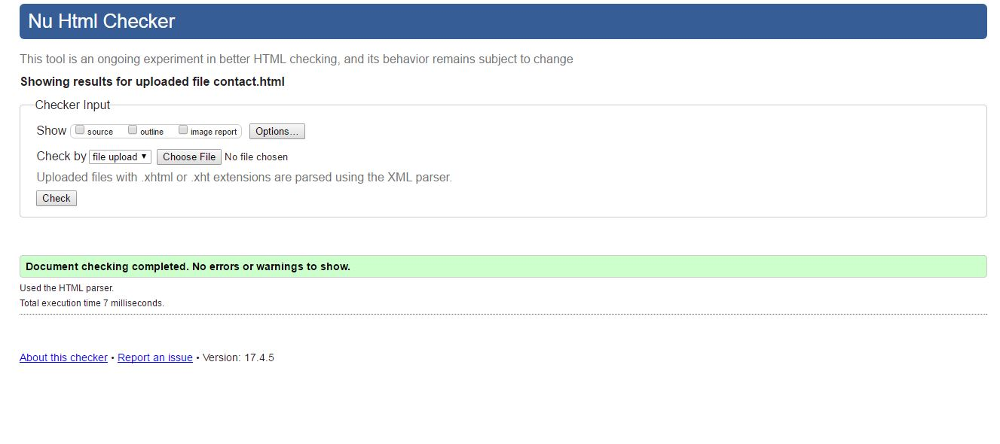 Nu Html Checker
This tool is an ongoing experiment in better HTML checking, and its behavior remains subject to change
Showing results for uploaded file contact.html
Checker Input
Show source outline image report Options...
Check by file upload ▼ Choose File No file chosen
Uploaded files with .xhtml or .xht extensions are parsed using the XML parser.
Check
Document checking completed. No errors or warnings to show.
Used the HTML parser.
Total execution time 7 milliseconds.
About this checker • Report an issue • Version: 17.4.5